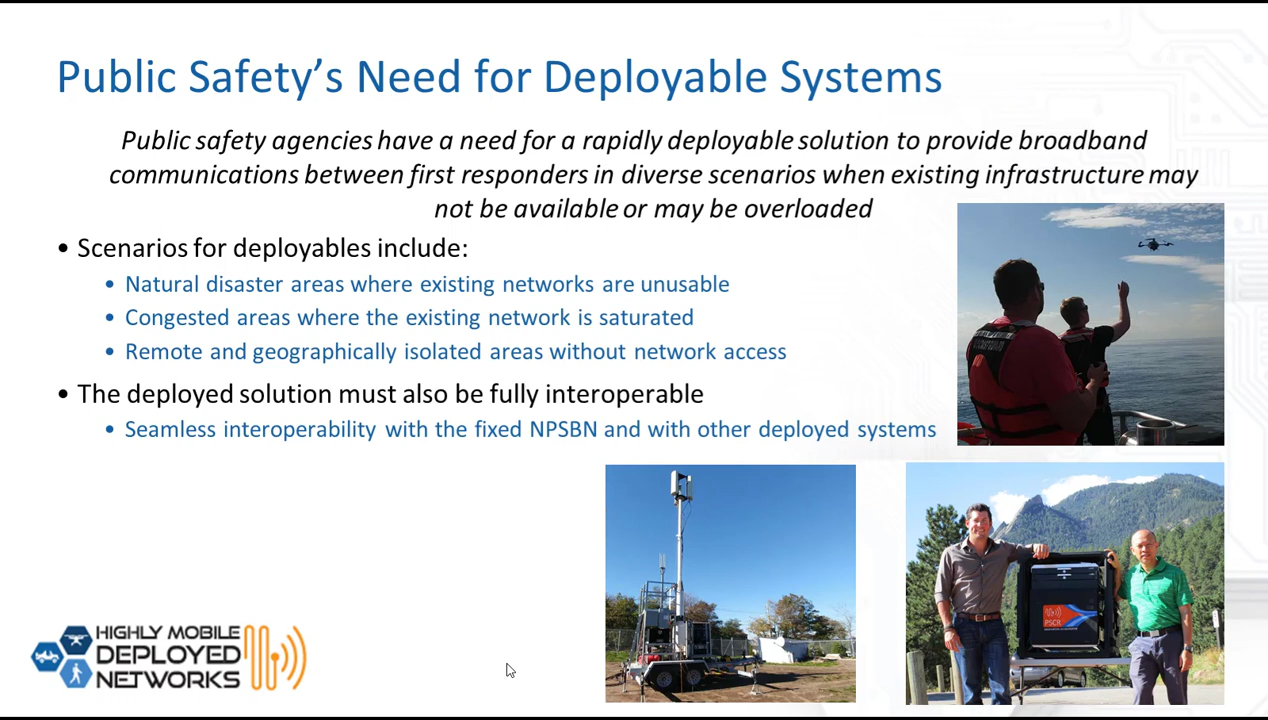 Public Safety’s Need for Deployable Systems
Public safety agencies have a need for a rapidly deployable solution to provide broadband
communications between first responders in diverse scenarios when existing infrastructure may
not be available or may be overloaded
• Scenarios for deployables include:
• Natural disaster areas where existing networks are unusable
• Congested areas where the existing network is saturated
• Remote and geographically isolated areas without network access
• The deployed solution must also be fully interoperable
• Seamless interoperability with the fixed NPSBN and with other deployed systems
PSCR
HIGHLY MOBILE
DEPLOYED
NETWORKS